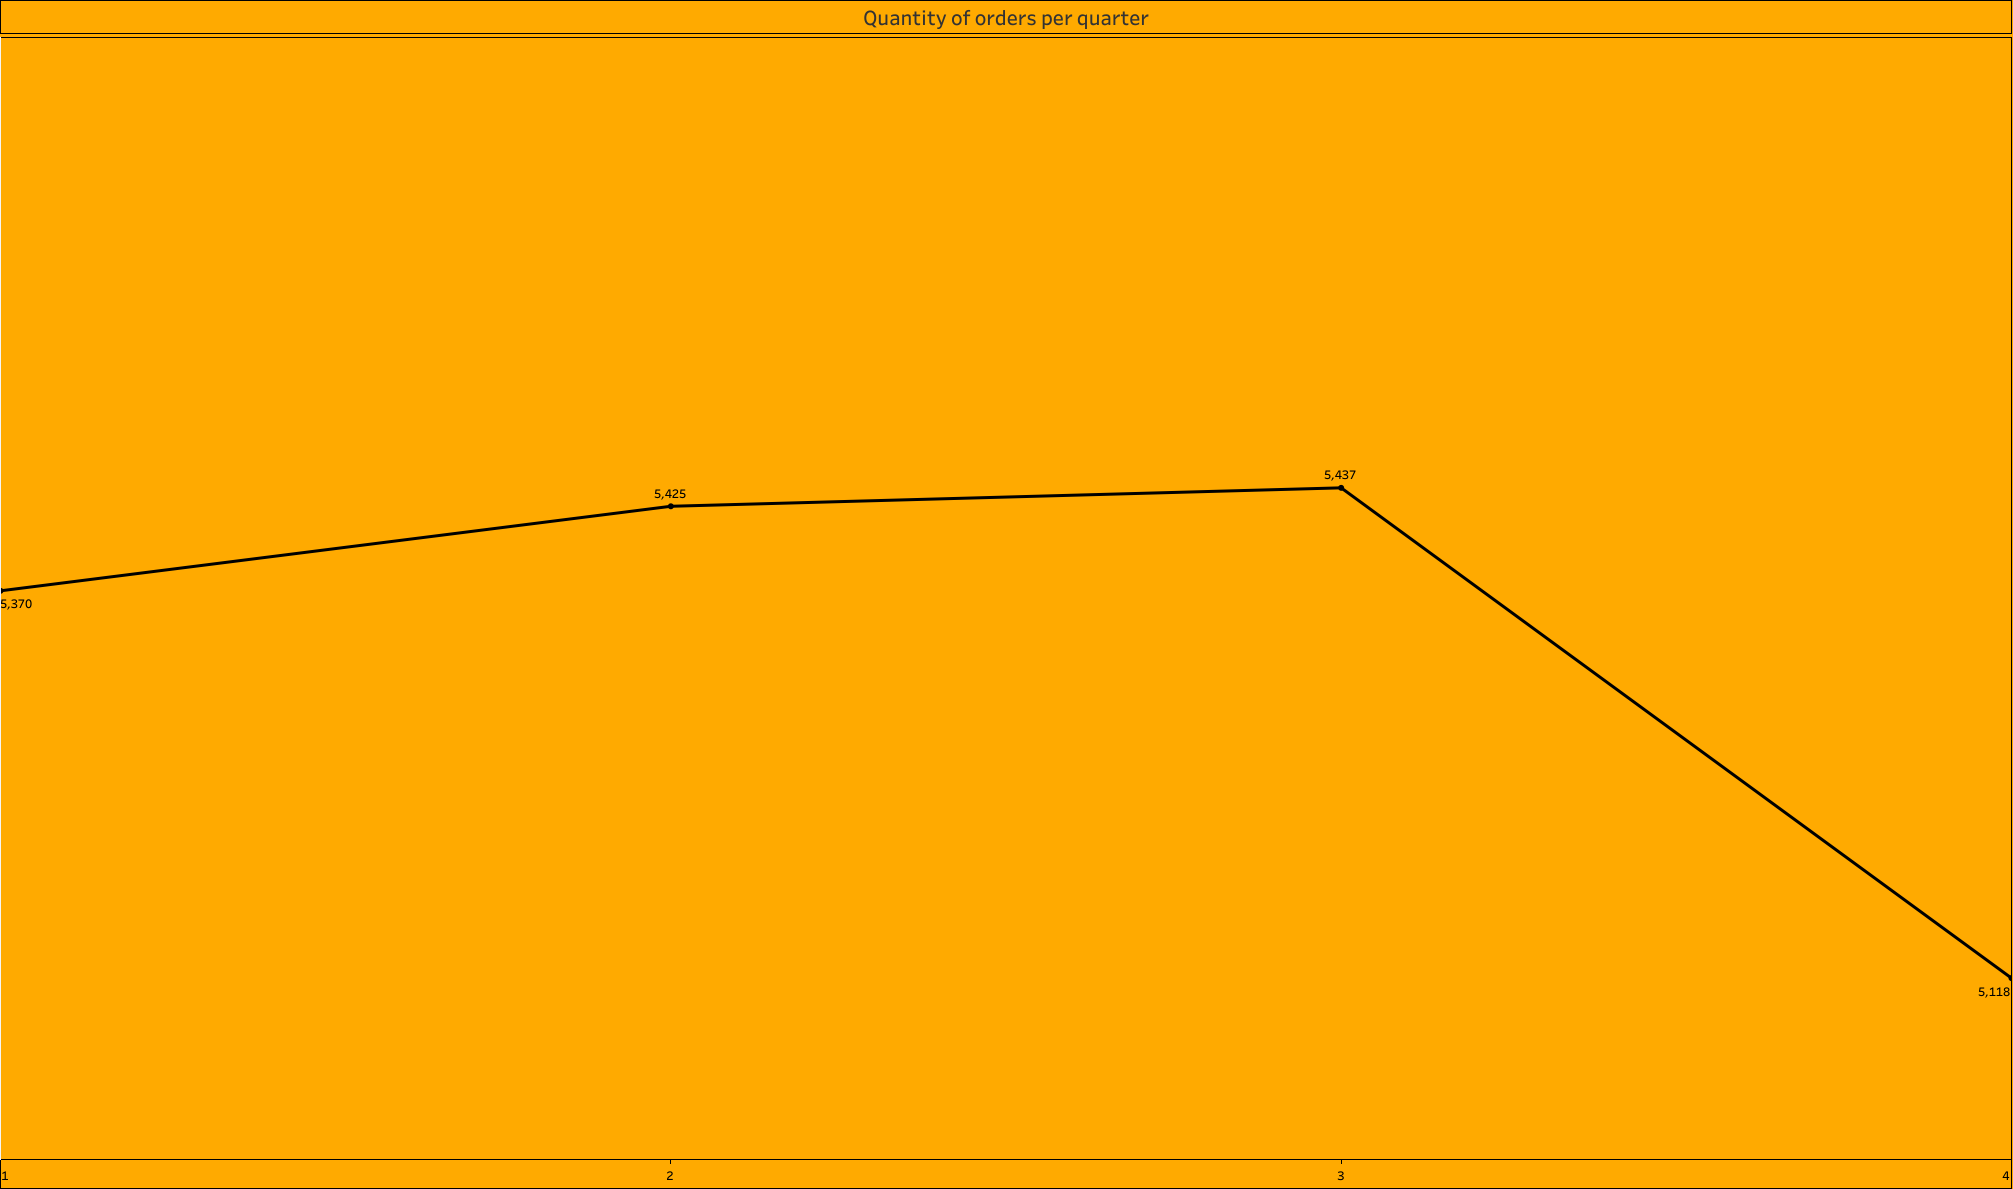 Quantity of orders per quarter
5,437
5,425
5,370
5,118
1 2 3 4